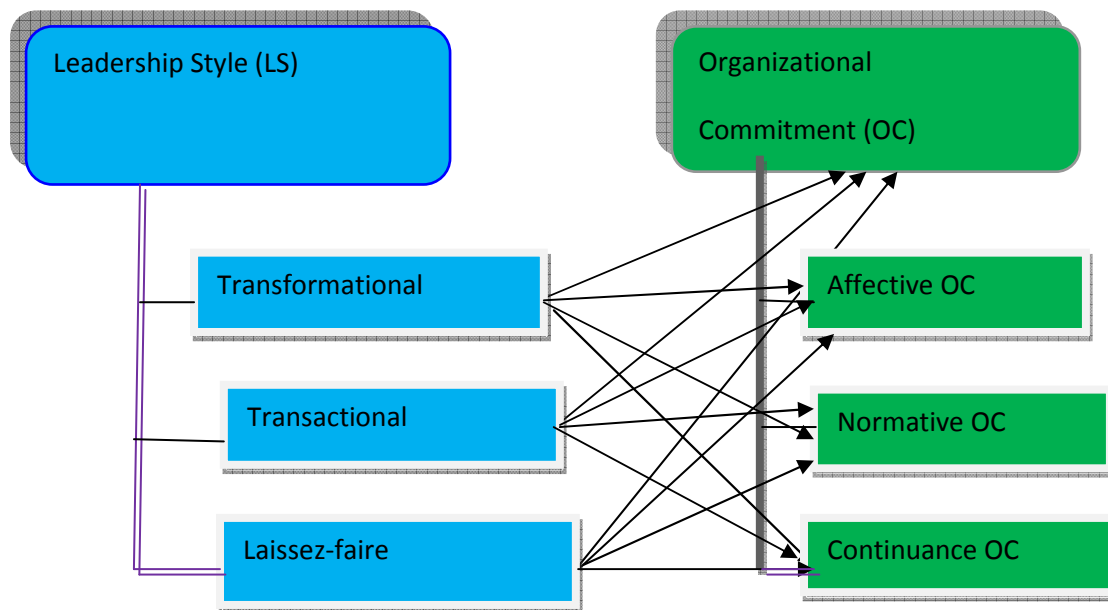 Leadership Style (LS)
Organizational
Commitment (OC)
Transformational
Affective OC
Transactional
Normative OC
Laissez-faire
Continuance OC